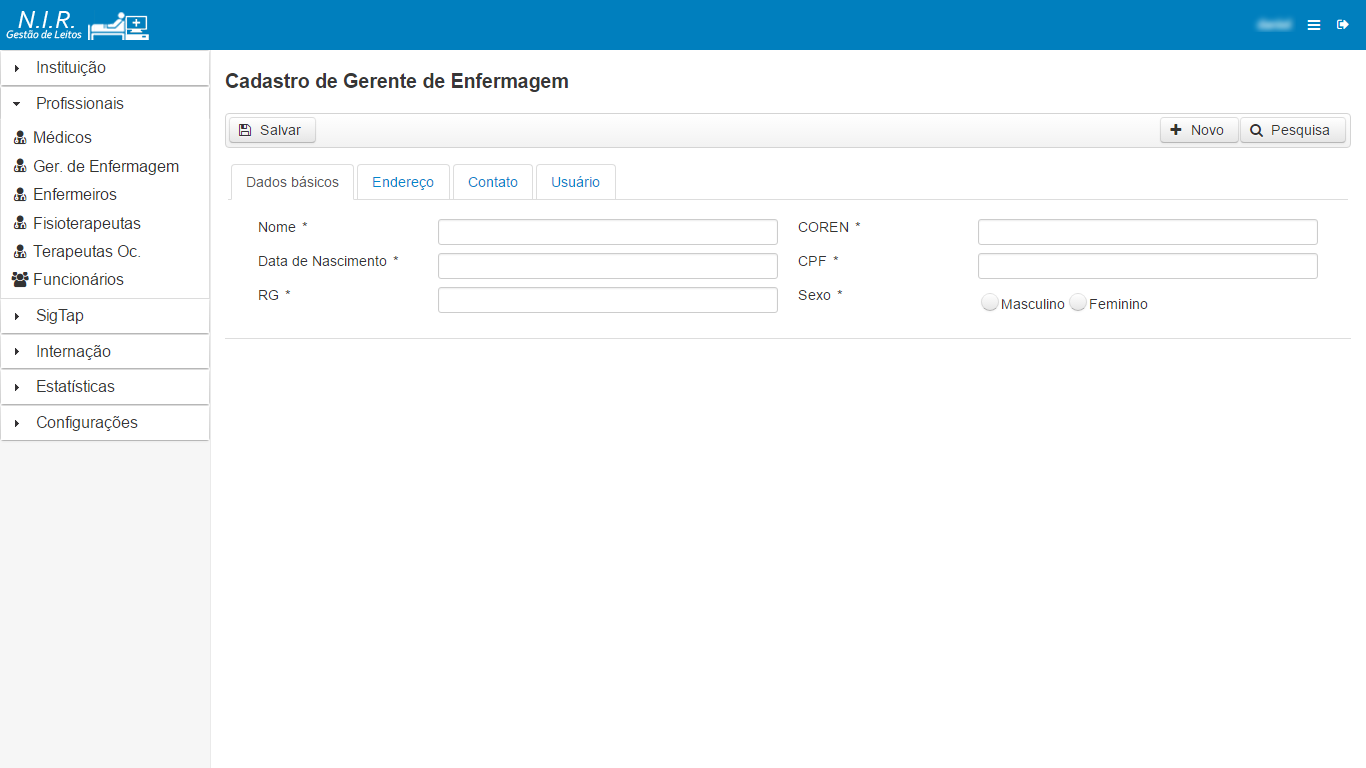 N.I.R.
Gestão de Leitos
Instituição
Profissionais
Médicos
Ger. de Enfermagem
Enfermeiros
Fisioterapeutas
Terapeutas Oc.
Funcionários
SigTap
Internação
Estatísticas
Configurações
Cadastro de Gerente de Enfermagem
Salvar Novo Pesquisa
Dados básicos Endereço Contato Usuário
Nome * COREN *
Data de Nascimento * CPF *
RG * Sexo * Masculino Feminino